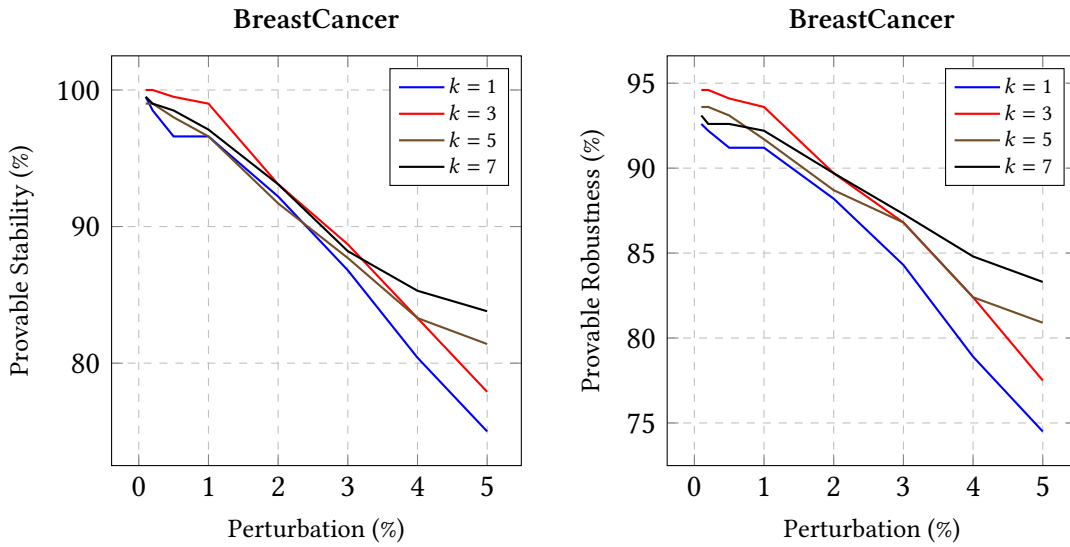 BreastCancer
100
90
80
0 1 2 3 4 5
Perturbation (%)
Provable Stability (%)
k = 1
k = 3
k = 5
k = 7
BreastCancer
95
90
85
80
75
0 1 2 3 4 5
Perturbation (%)
Provable Robustness (%)
k = 1
k = 3
k = 5
k = 7